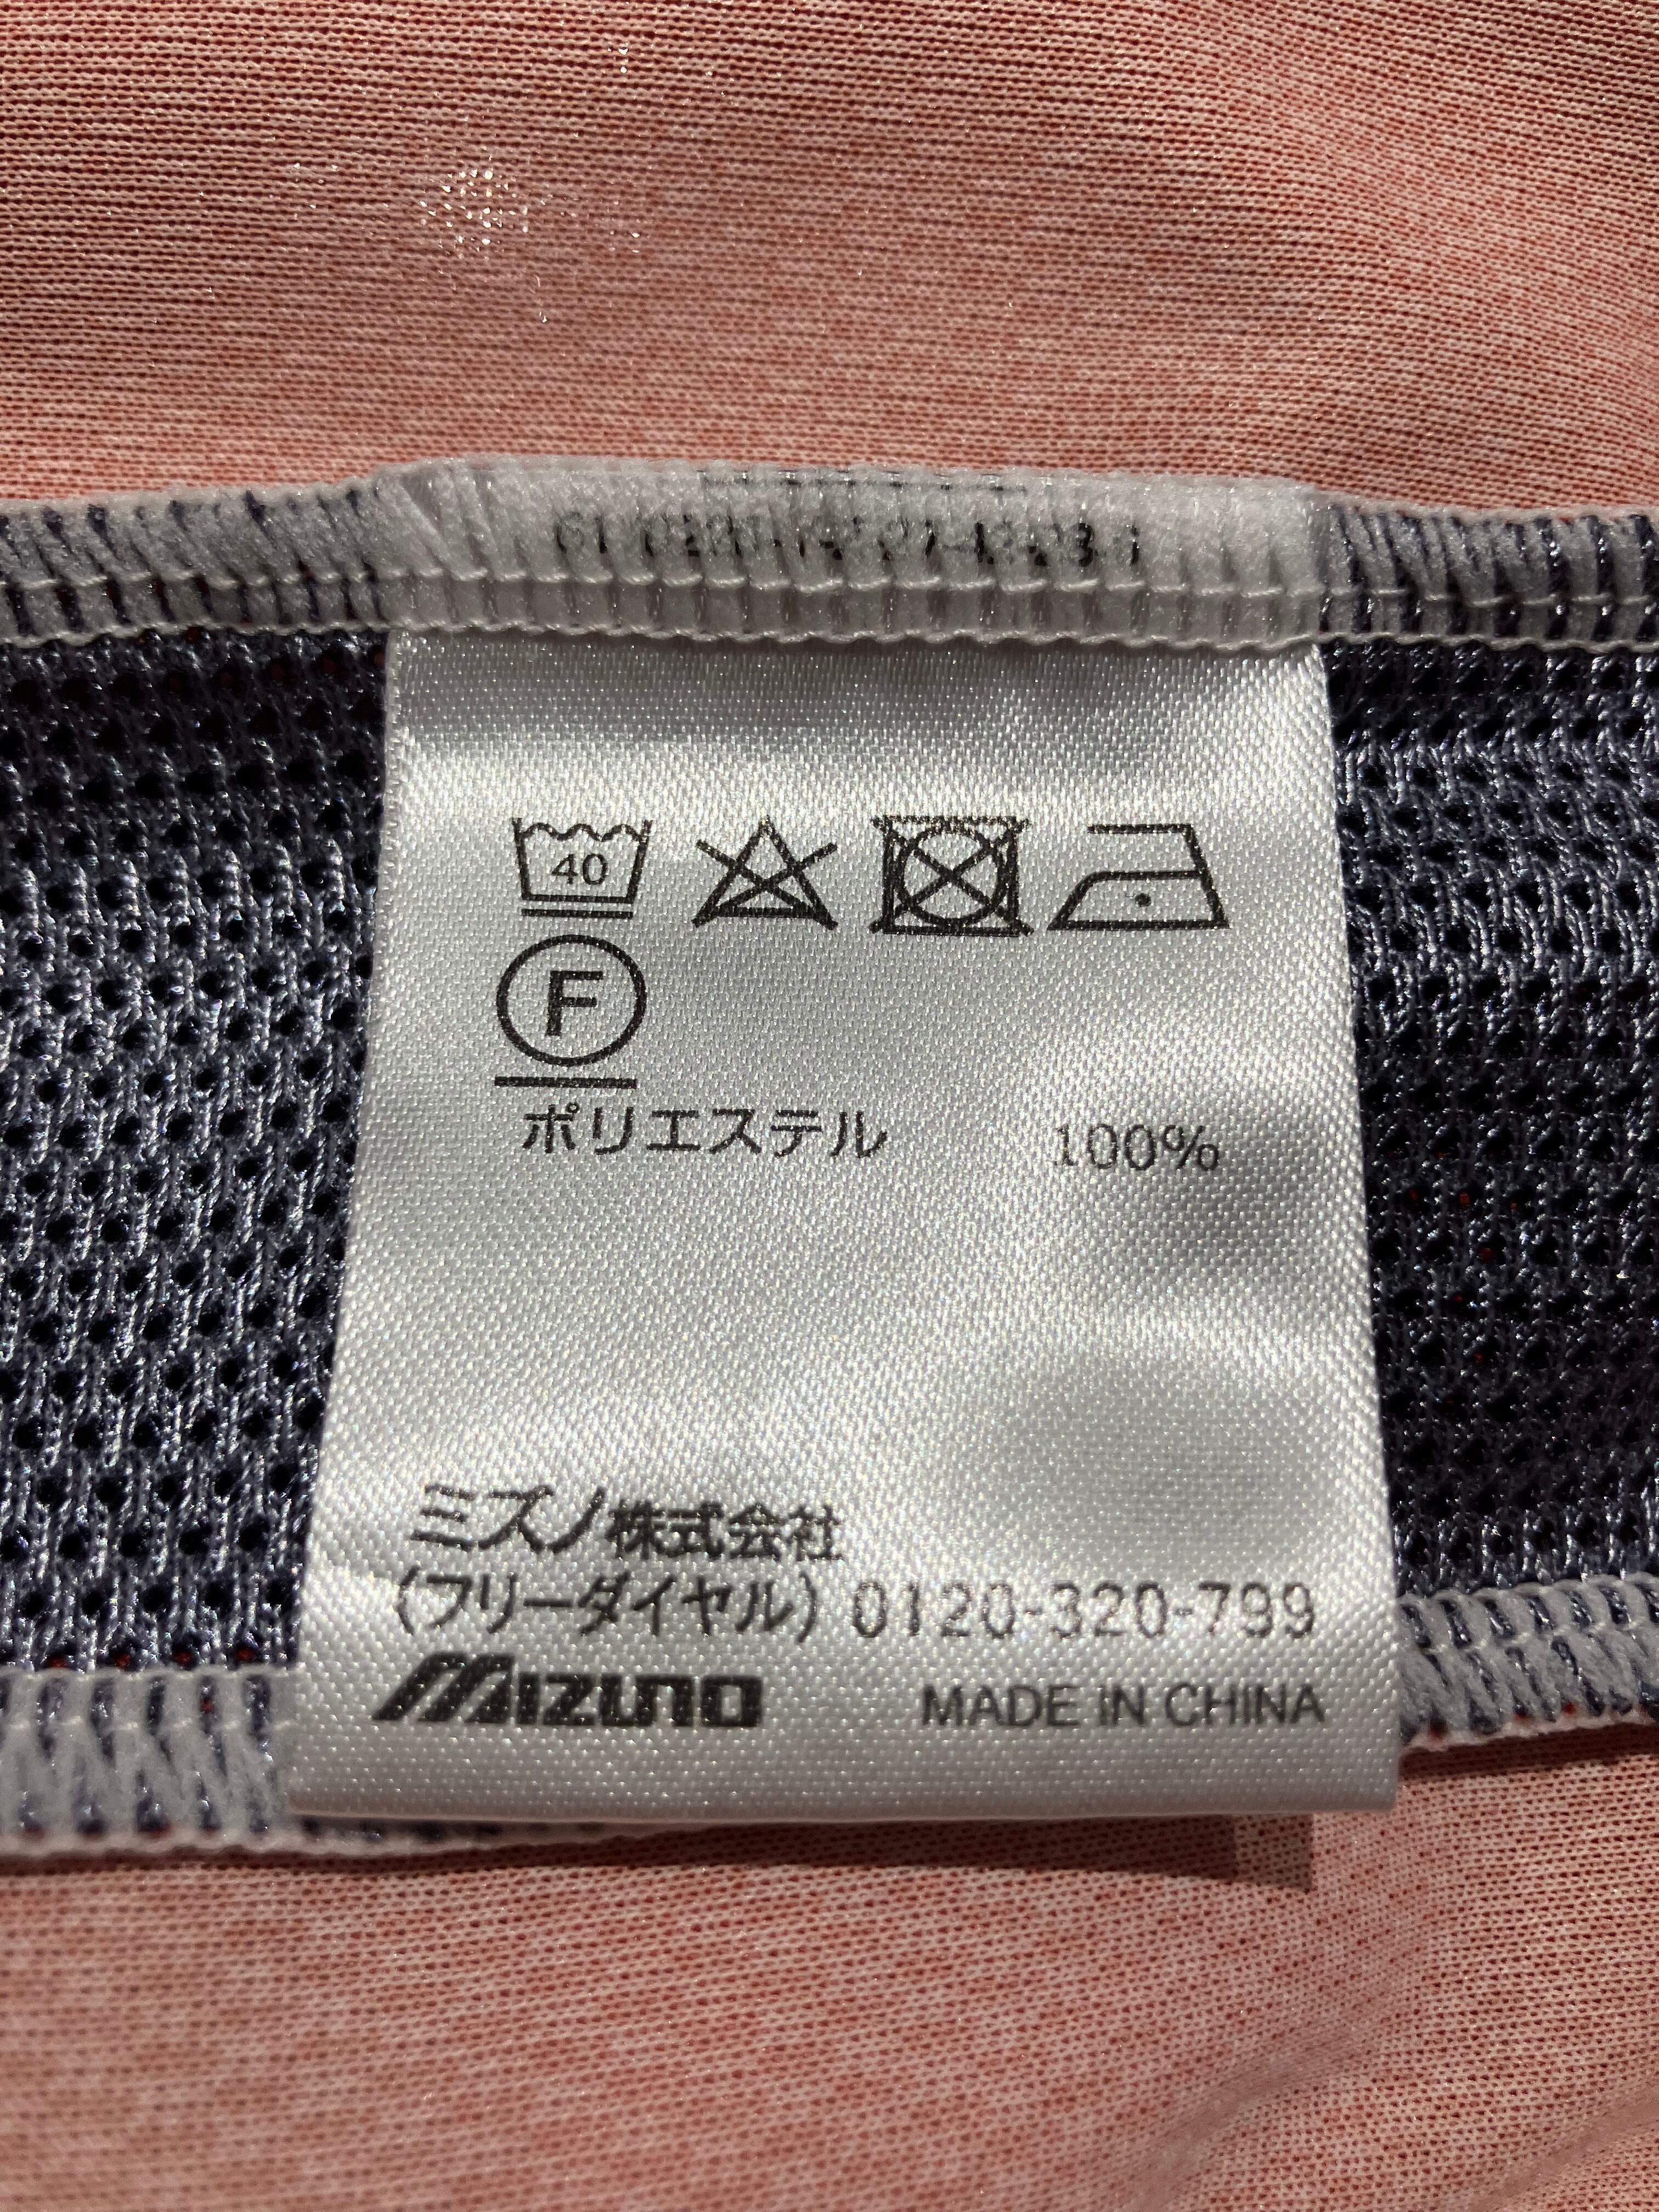 40
F
ポリエステル 100%
ミズノ株式会社
(フリーダイヤル) 0120-320-799
MIZUNO MADE IN CHINA